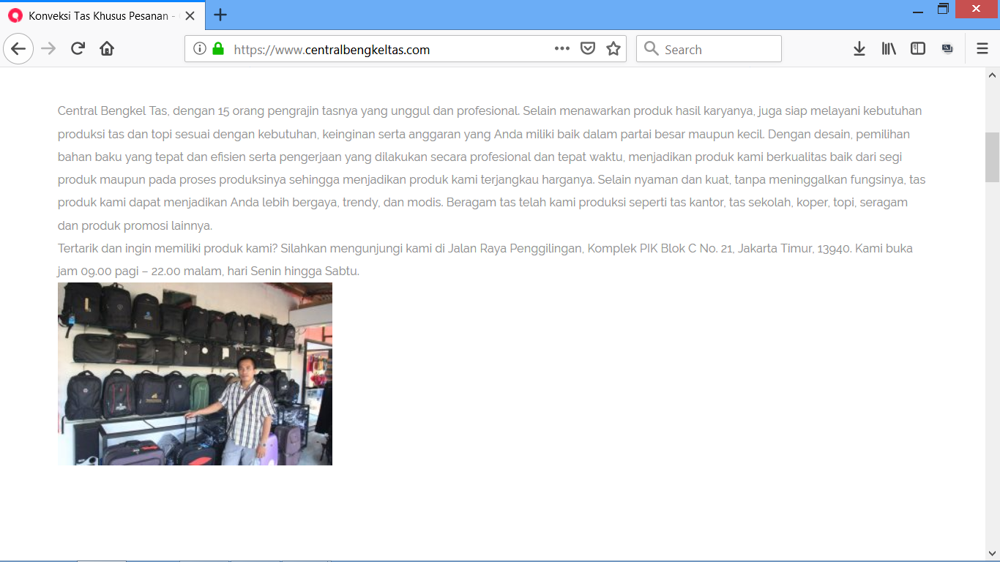 Konveksi Tas Khusus Pesanan -
https://www.centralbengkeltas.com
Search
Central Bengkel Tas, dengan 15 orang pengrajin tasnya yang unggul dan profesional. Selain menawarkan produk hasil karyanya, juga siap melayani kebutuhan
produksi tas dan topi sesuai dengan kebutuhan, keinginan serta anggaran yang Anda miliki baik dalam partai besar maupun kecil. Dengan desain, pemilihan
bahan baku yang tepat dan efisien serta pengerjaan yang dilakukan secara profesional dan tepat waktu, menjadikan produk kami berkualitas baik dari segi
produk maupun pada proses produksinya sehingga menjadikan produk kami terjangkau harganya. Selain nyaman dan kuat, tanpa meninggalkan fungsinya, tas
produk kami dapat menjadikan Anda lebih bergaya, trendy, dan modis. Beragam tas telah kami produksi seperti tas kantor, tas sekolah, koper, topi, seragam
dan produk promosi lainnya.
Tertarik dan ingin memiliki produk kami? Silahkan mengunjungi kami di Jalan Raya Penggilingan, Komplek PIK Blok C No. 21, Jakarta Timur, 13940. Kami buka
jam 09.00 pagi – 22.00 malam, hari Senin hingga Sabtu.